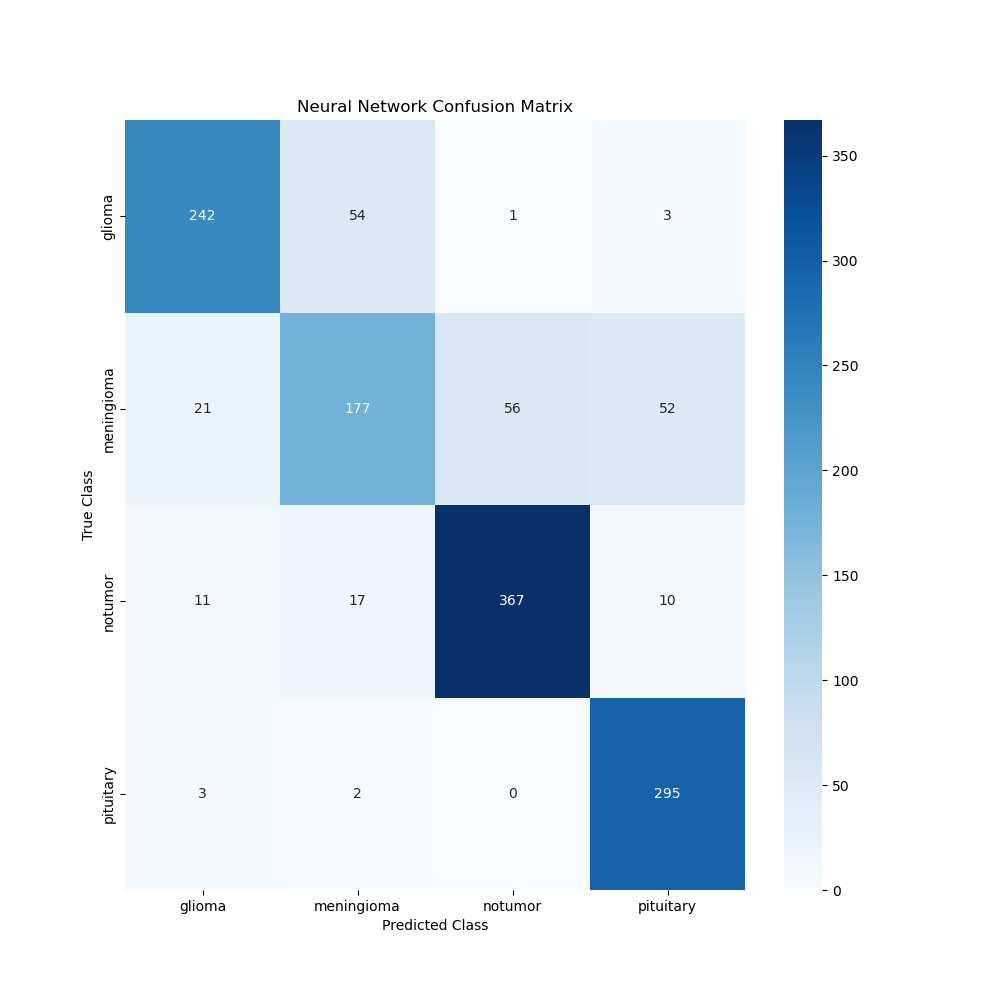 Neural Network Confusion Matrix
glioma 242 54 1 3
meningioma 21 177 56 52
notumor 11 17 367 10
pituitary 3 2 0 295
True Class
glioma meningioma notumor pituitary
Predicted Class
350
300
250
200
150
100
50
0